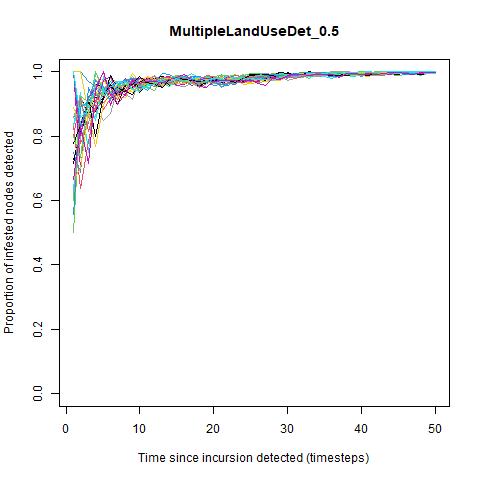 MultipleLandUseDet_0.5
Proportion of infested nodes detected
1.0
0.8
0.6
0.4
0.2
0.0
0 10 20 30 40 50
Time since incursion detected (timesteps)